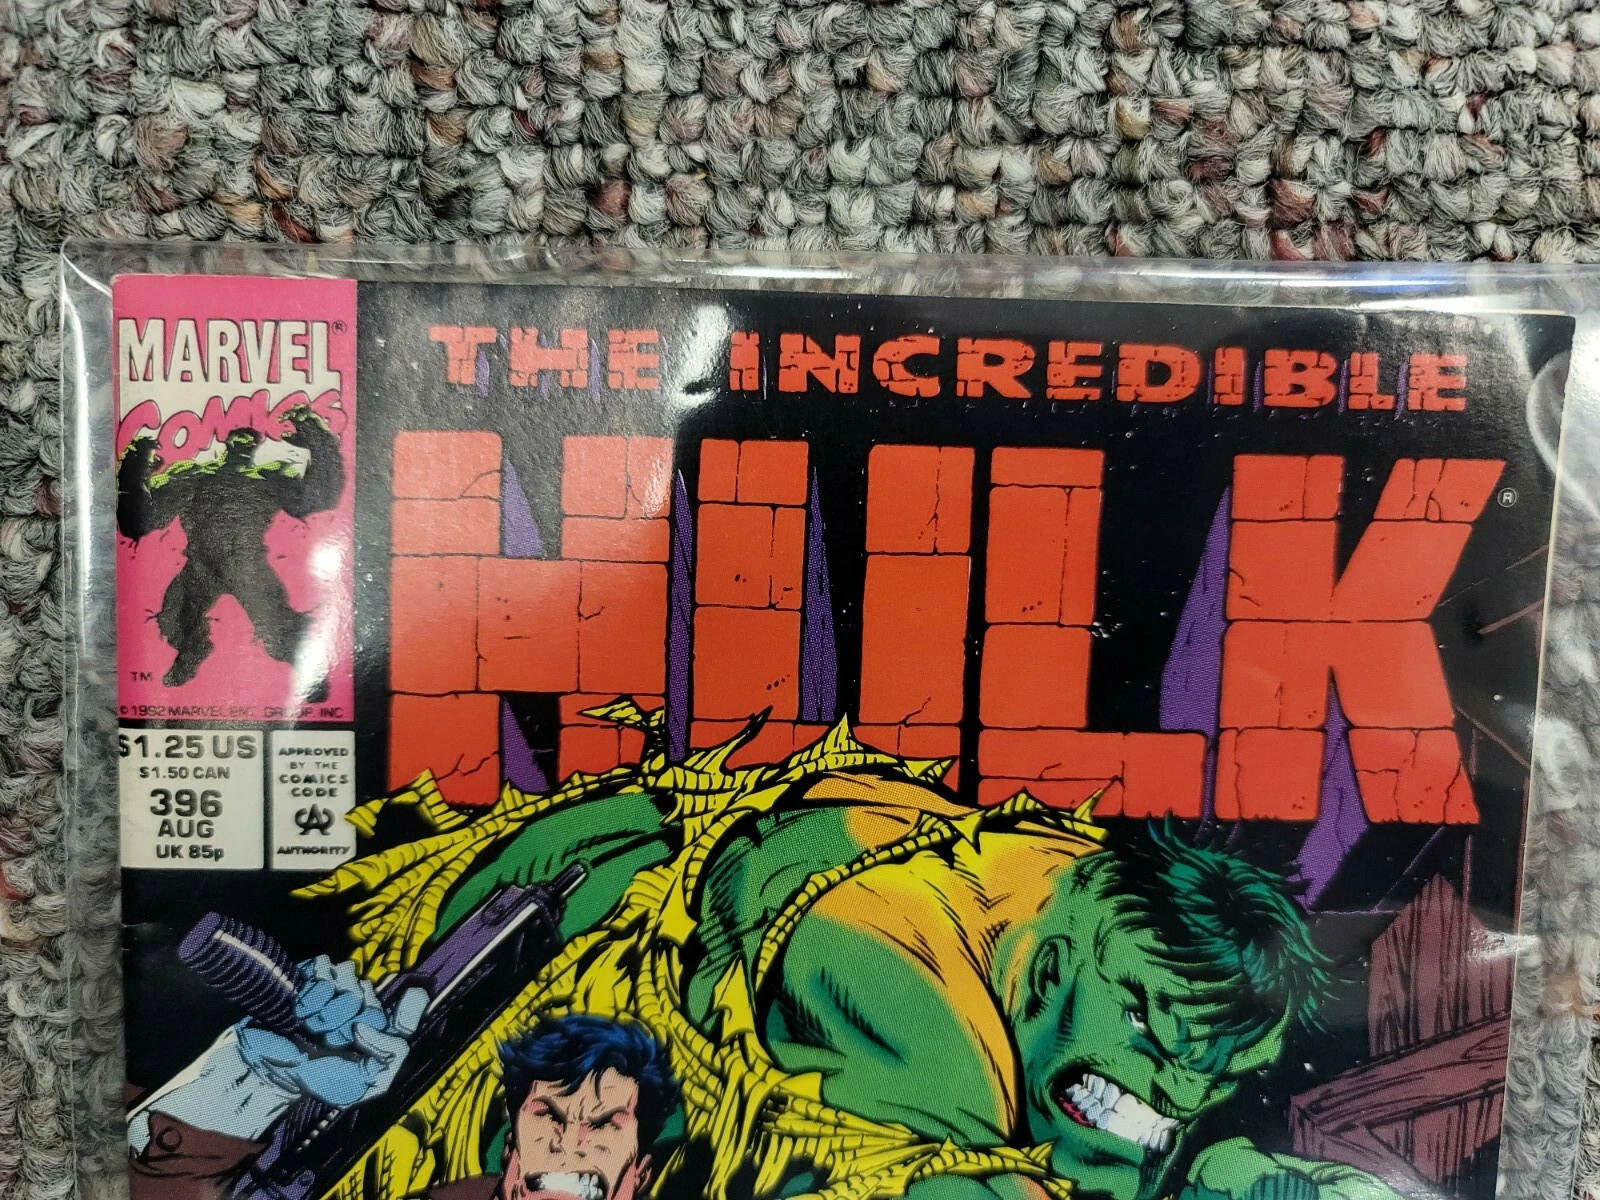 MARVEL®
COMICS
TM
© 1992 MARVEL ENT. GROUP, INC
$1.25 US
$1.50 CAN
396
AUG
UK 85p
APPROVED
BY THE
COMICS
CODE
CA
AUTHORITY
THE INCREDIBLE
HULK®